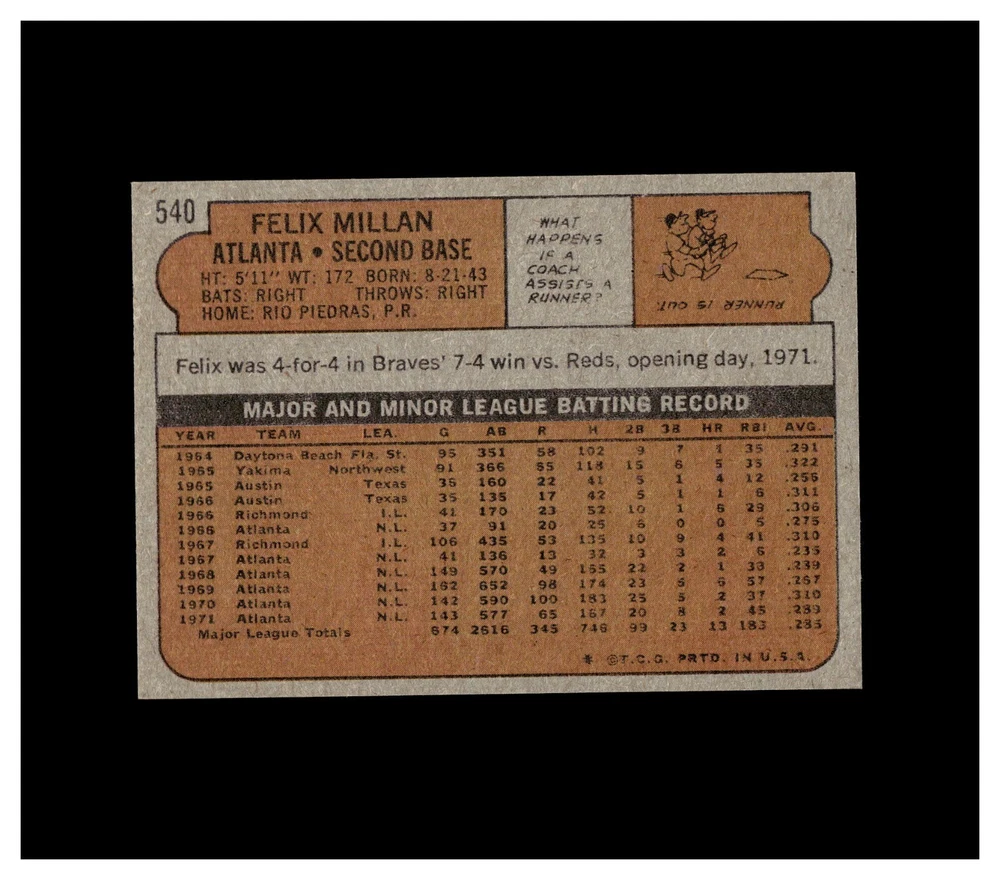 540
FELIX MILLAN
ATLANTA • SECOND BASE
HT: 5'11" WT: 172 BORN: 8-21-43
BATS: RIGHT THROWS: RIGHT
HOME: RIO PIEDRAS, P.R.
WHAT
HAPPENS
IF A
COACH
ASSISTS A
RUNNER?
RUNNER IS OUT.
Felix was 4-for-4 in Braves' 7-4 win vs. Reds, opening day, 1971.
MAJOR AND MINOR LEAGUE BATTING RECORD
YEAR TEAM LEA. G AB R H 2B 3B HR RBI AVG.
1964 Daytona Beach Fla. St. 95 351 58 102 9 7 1 35 .291
1965 Yakima Northwest 91 366 55 118 15 6 5 35 .322
1965 Austin Texas 35 160 22 41 5 1 4 12 .256
1966 Austin Texas 35 135 17 42 5 1 1 6 .311
1966 Richmond I.L. 41 170 23 52 10 1 6 29 .306
1966 Atlanta N.L. 37 91 20 25 6 0 0 5 .275
1967 Richmond I.L. 106 435 53 135 10 9 4 41 .310
1967 Atlanta N.L. 41 136 13 32 3 3 2 6 .235
1968 Atlanta N.L. 149 570 49 165 22 2 1 33 .289
1969 Atlanta N.L. 162 652 98 174 23 5 6 57 .267
1970 Atlanta N.L. 142 590 100 183 25 5 2 37 .310
1971 Atlanta N.L. 143 577 65 167 20 8 2 45 .289
Major League Totals 674 2616 345 746 99 23 13 183 .285
* ©T.C.G. PRTD. IN U.S.A.